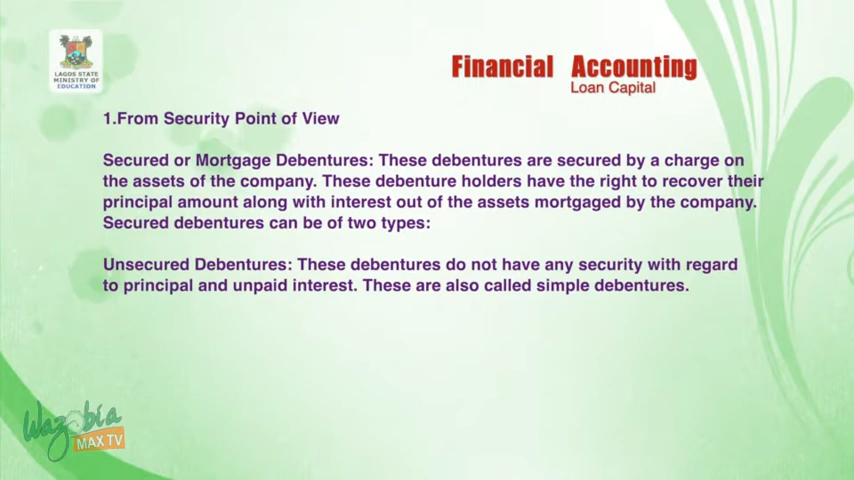 LAGOS STATE
MINISTRY OF
EDUCATION
Financial Accounting
Loan Capital
1.From Security Point of View
Secured or Mortgage Debentures: These debentures are secured by a charge on
the assets of the company. These debenture holders have the right to recover their
principal amount along with interest out of the assets mortgaged by the company.
Secured debentures can be of two types:
Unsecured Debentures: These debentures do not have any security with regard
to principal and unpaid interest. These are also called simple debentures.
Wazobia
MAX TV